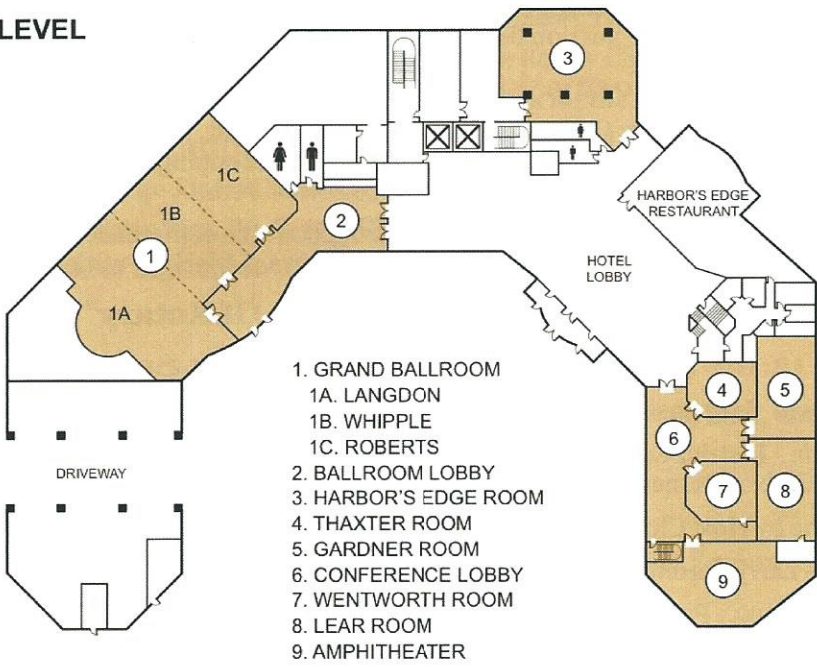 LEVEL
3
1C
1B
2
1
1A
HARBOR'S EDGE
RESTAURANT
HOTEL
LOBBY
1. GRAND BALLROOM
1A. LANGDON
1B. WHIPPLE
1C. ROBERTS
2. BALLROOM LOBBY
3. HARBOR'S EDGE ROOM
4. THAXTER ROOM
5. GARDNER ROOM
6. CONFERENCE LOBBY
7. WENTWORTH ROOM
8. LEAR ROOM
9. AMPHITHEATER
DRIVEWAY
4
5
6
7
8
9